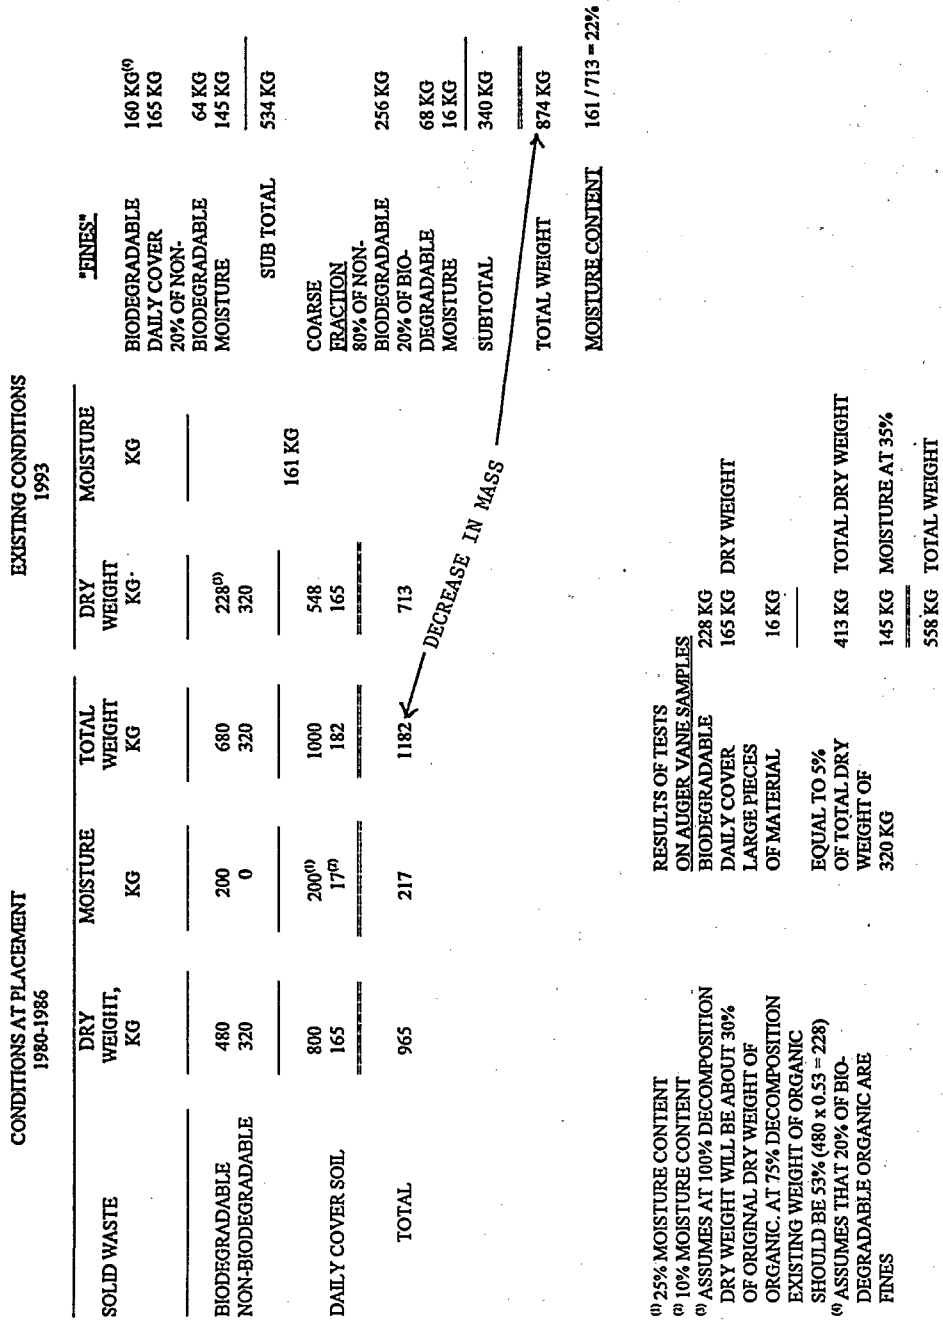 CONDITIONS AT PLACEMENT
1980-1986
EXISTING CONDITIONS
1993
SOLID WASTE
DRY
WEIGHT,
KG
MOISTURE
KG
TOTAL
WEIGHT
KG
DRY
WEIGHT
KG.
MOISTURE
KG
BIODEGRADABLE 480 200 680 228(3)
NON-BIODEGRADABLE 320 0 320 320
161 KG
800 200(1) 1000 548
DAILY COVER SOIL 165 17(2) 182 165
TOTAL 965 217 1182 713
DECREASE IN MASS
"FINES"
BIODEGRADABLE 160 KG(4)
DAILY COVER 165 KG
20% OF NON-
BIODEGRADABLE 64 KG
MOISTURE 145 KG
SUB TOTAL 534 KG
COARSE
FRACTION
80% OF NON-
BIODEGRADABLE 256 KG
20% OF BIO-
DEGRADABLE 68 KG
MOISTURE 16 KG
SUBTOTAL 340 KG
TOTAL WEIGHT 874 KG
MOISTURE CONTENT 161 / 713 = 22%
(1) 25% MOISTURE CONTENT
(2) 10% MOISTURE CONTENT
(3) ASSUMES AT 100% DECOMPOSITION
DRY WEIGHT WILL BE ABOUT 30%
OF ORIGINAL DRY WEIGHT OF
ORGANIC. AT 75% DECOMPOSITION
EXISTING WEIGHT OF ORGANIC
SHOULD BE 53% (480 x 0.53 = 228)
(4) ASSUMES THAT 20% OF BIO-
DEGRADABLE ORGANIC ARE
FINES
RESULTS OF TESTS
ON AUGER VANE SAMPLES
BIODEGRADABLE 228 KG
DAILY COVER 165 KG DRY WEIGHT
LARGE PIECES
OF MATERIAL 16 KG
EQUAL TO 5%
OF TOTAL DRY 413 KG TOTAL DRY WEIGHT
WEIGHT OF
320 KG 145 KG MOISTURE AT 35%
558 KG TOTAL WEIGHT